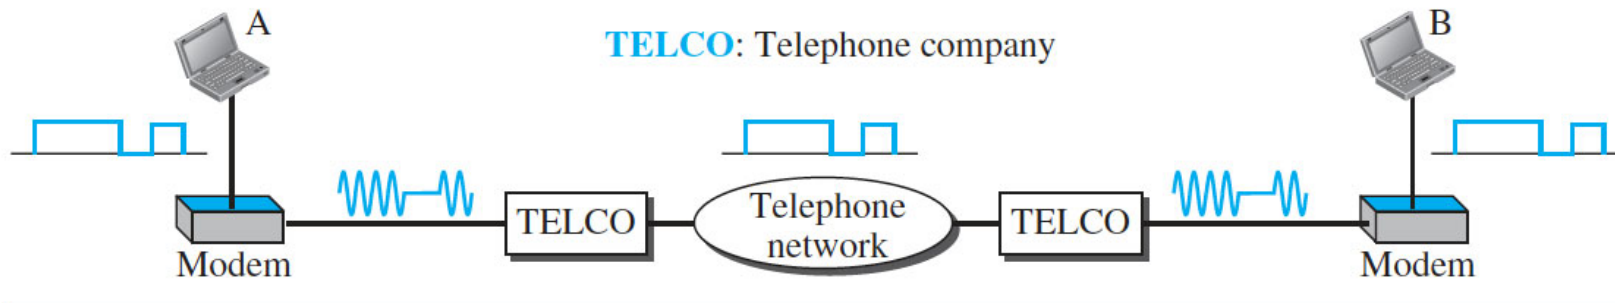 A
TELCO: Telephone company
B
TELCO
Telephone
network
TELCO
Modem
Modem